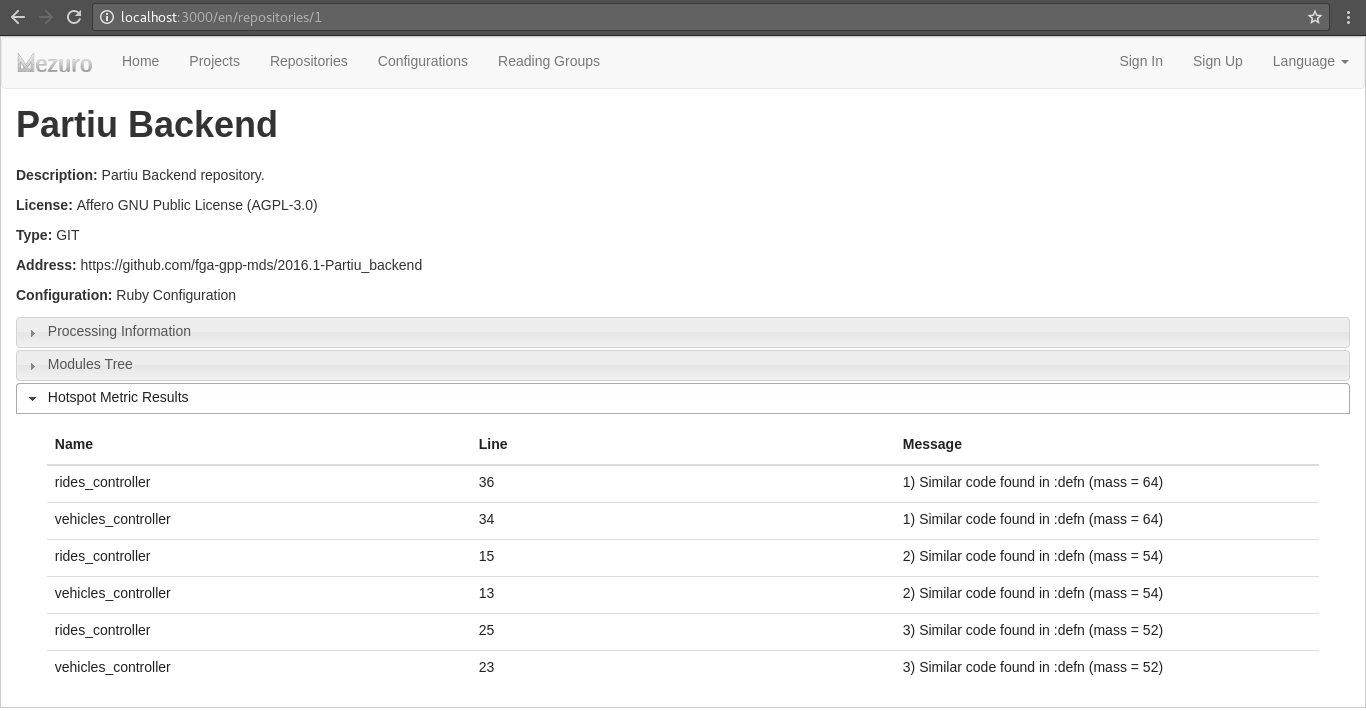 localhost:3000/en/repositories/1
Mezuro Home Projects Repositories Configurations Reading Groups Sign In Sign Up Language
Partiu Backend
Description: Partiu Backend repository.
License: Affero GNU Public License (AGPL-3.0)
Type: GIT
Address: https://github.com/fga-gpp-mds/2016.1-Partiu_backend
Configuration: Ruby Configuration
Processing Information
Modules Tree
Hotspot Metric Results
Name Line Message
rides_controller 36 1) Similar code found in :defn (mass = 64)
vehicles_controller 34 1) Similar code found in :defn (mass = 64)
rides_controller 15 2) Similar code found in :defn (mass = 54)
vehicles_controller 13 2) Similar code found in :defn (mass = 54)
rides_controller 25 3) Similar code found in :defn (mass = 52)
vehicles_controller 23 3) Similar code found in :defn (mass = 52)